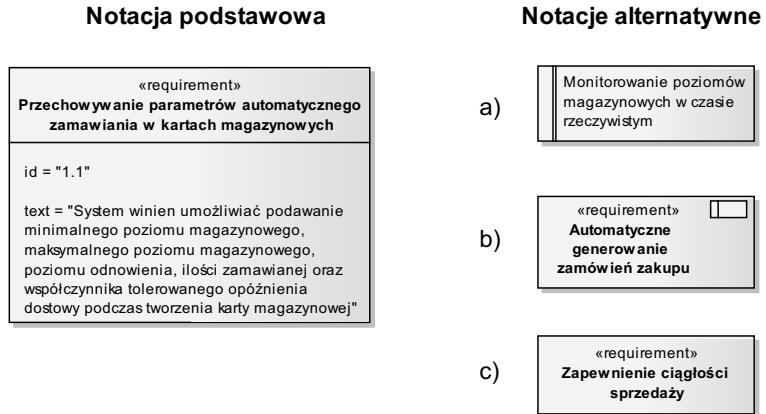 Notacja podstawowa
Notacje alternatywne
«requirement»
Przechowywanie parametrów automatycznego
zamawiania w kartach magazynowych
id = "1.1"
text = "System winien umożliwiać podawanie
minimalnego poziomu magazynowego,
maksymalnego poziomu magazynowego,
poziomu odnowienia, ilości zamawianej oraz
współczynnika tolerowanego opóźnienia
dostowy podczas tworzenia karty magazynowej"
a)
Monitorowanie poziomów
magazynowych w czasie
rzeczywistym
b)
«requirement»
Automatyczne
generowanie
zamówień zakupu
c)
«requirement»
Zapewnienie ciągłości
sprzedaży